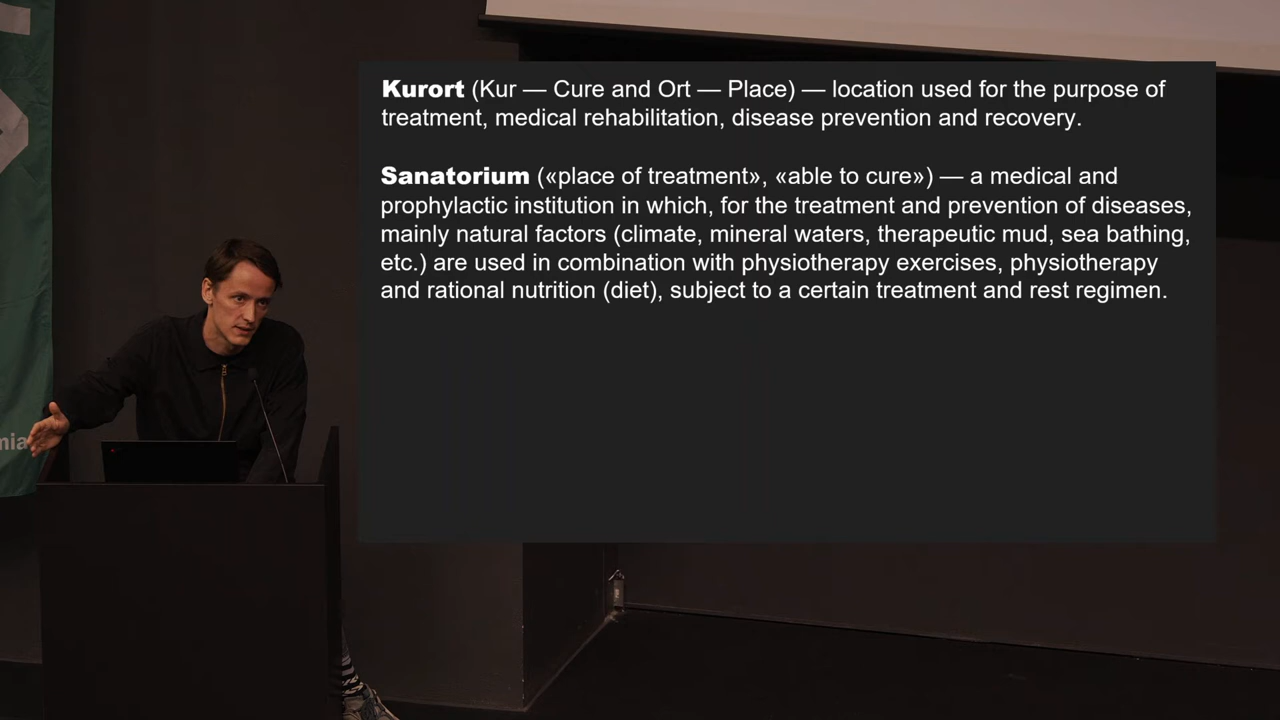 Kurort (Kur — Cure and Ort — Place) — location used for the purpose of
treatment, medical rehabilitation, disease prevention and recovery.
Sanatorium («place of treatment», «able to cure») — a medical and
prophylactic institution in which, for the treatment and prevention of diseases,
mainly natural factors (climate, mineral waters, therapeutic mud, sea bathing,
etc.) are used in combination with physiotherapy exercises, physiotherapy
and rational nutrition (diet), subject to a certain treatment and rest regimen.
mia